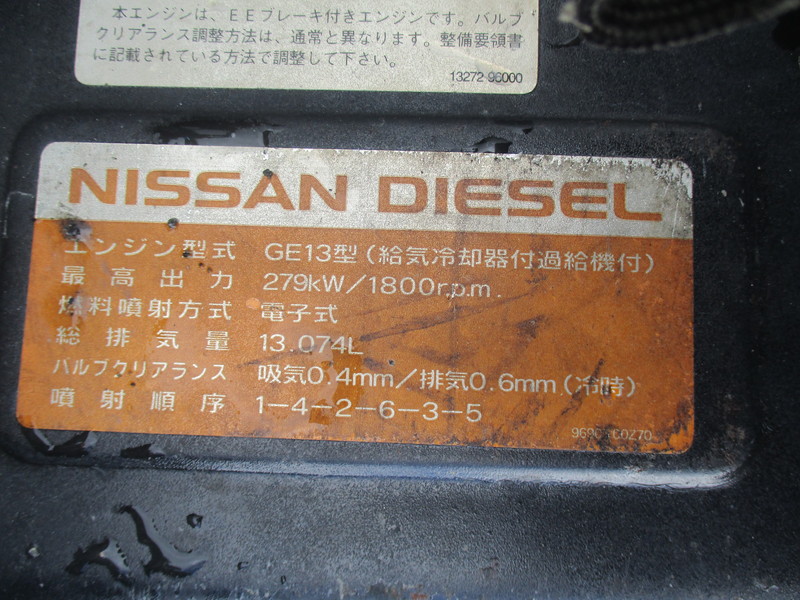 本エンジンは、EEブレーキ付きエンジンです。バルブ
クリアランス調整方法は、通常と異なります。整備要領書
に記載されている方法で調整して下さい。
13272-96000
NISSAN DIESEL
エンジン型式 GE13型(給気冷却器付過給機付)
最高出力 279kW/1800r.p.m.
燃料噴射方式 電子式
総排気量 13.074L
バルブクリアランス 吸気0.4mm/排気0.6mm(冷時)
噴射順序 1-4-2-6-3-5